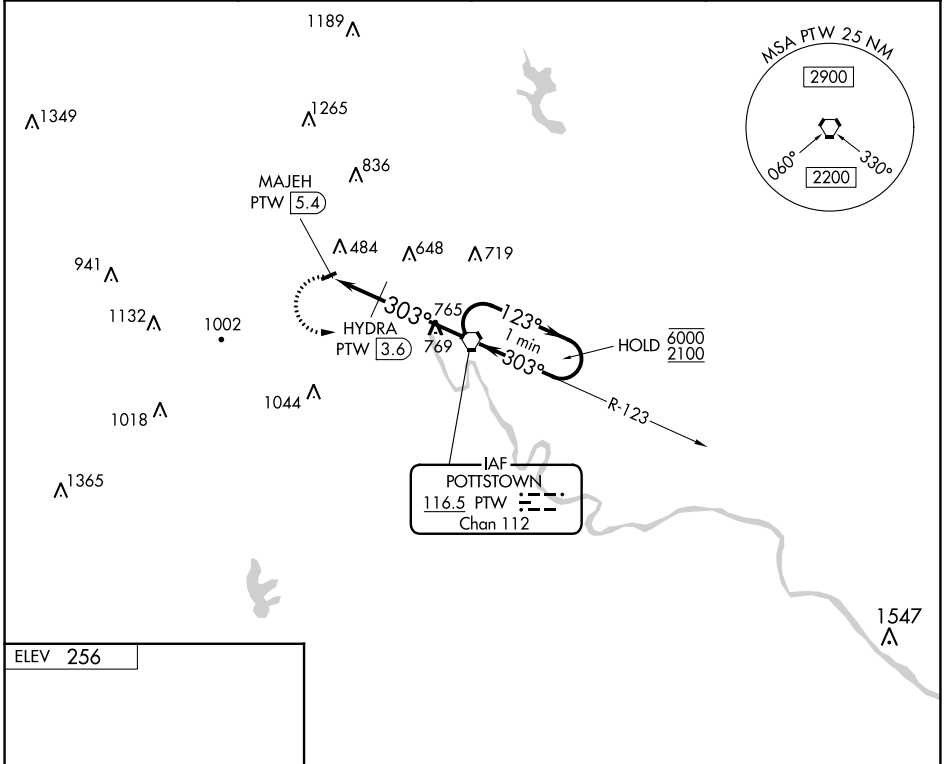 1189
MSA PTW 25 NM
2900
1349
1265
060°
330°
2200
836
MAJEH
PTW 5.4
484
648
719
941
303°
765
123°
1132
1002
HYDRA
PTW 3.6
769
1 min
303°
HOLD 6000
2100
1044
1018
R-123
IAF
POTTSTOWN
116.5 PTW
Chan 112
1365
1547
ELEV 256